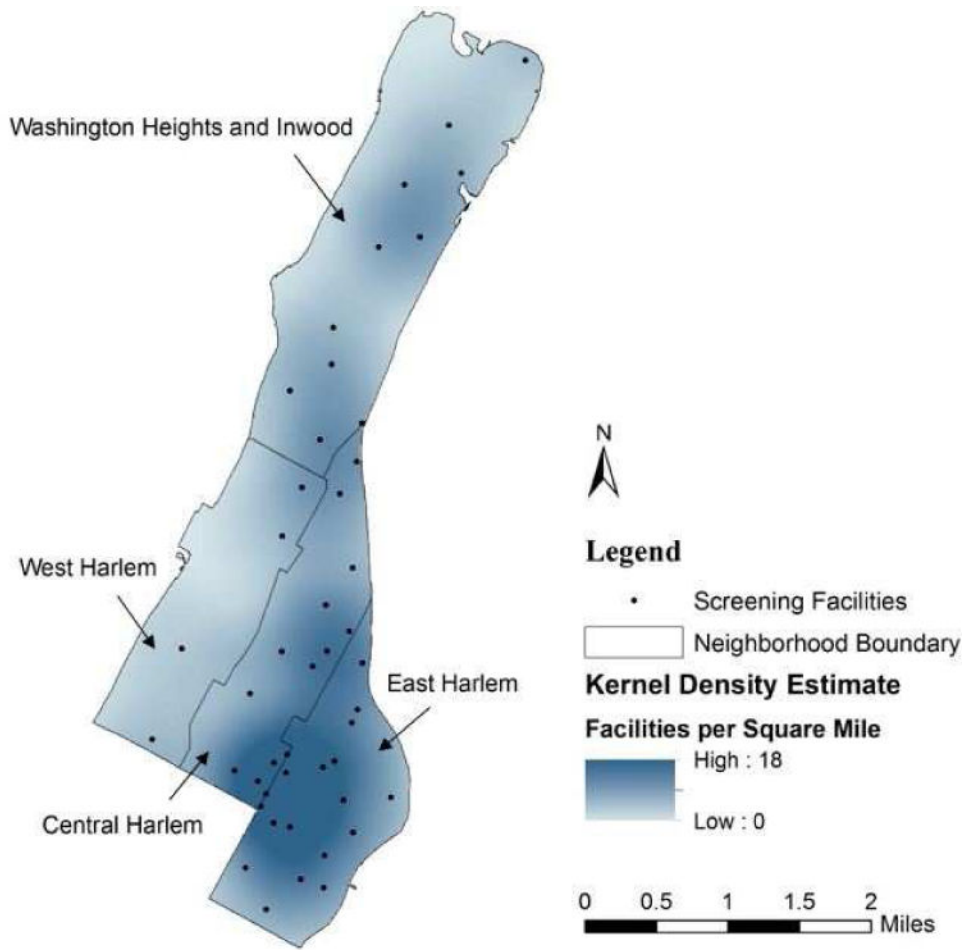 Washington Heights and Inwood
West Harlem
East Harlem
Central Harlem
N
Legend
Screening Facilities
Neighborhood Boundary
Kernel Density Estimate
Facilities per Square Mile
High : 18
Low : 0
0 0.5 1 1.5 2
Miles